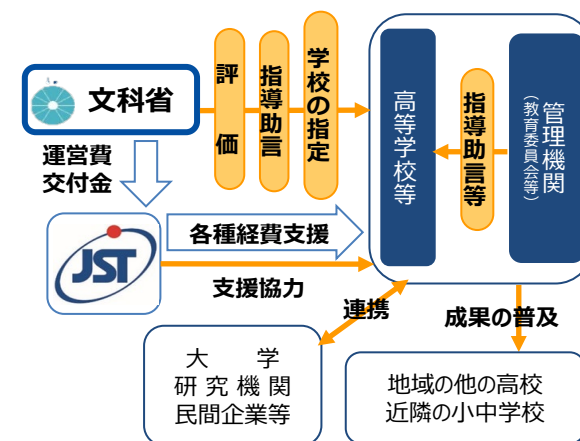 文科省
評価
指導助言
学校の指定
高等学校等
指導助言等
管理機関
(教育委員会等)
運営費
交付金
JST
各種経費支援
支援協力
連携
成果の普及
大　学
研究機関
民間企業等
地域の他の高校
近隣の小中学校